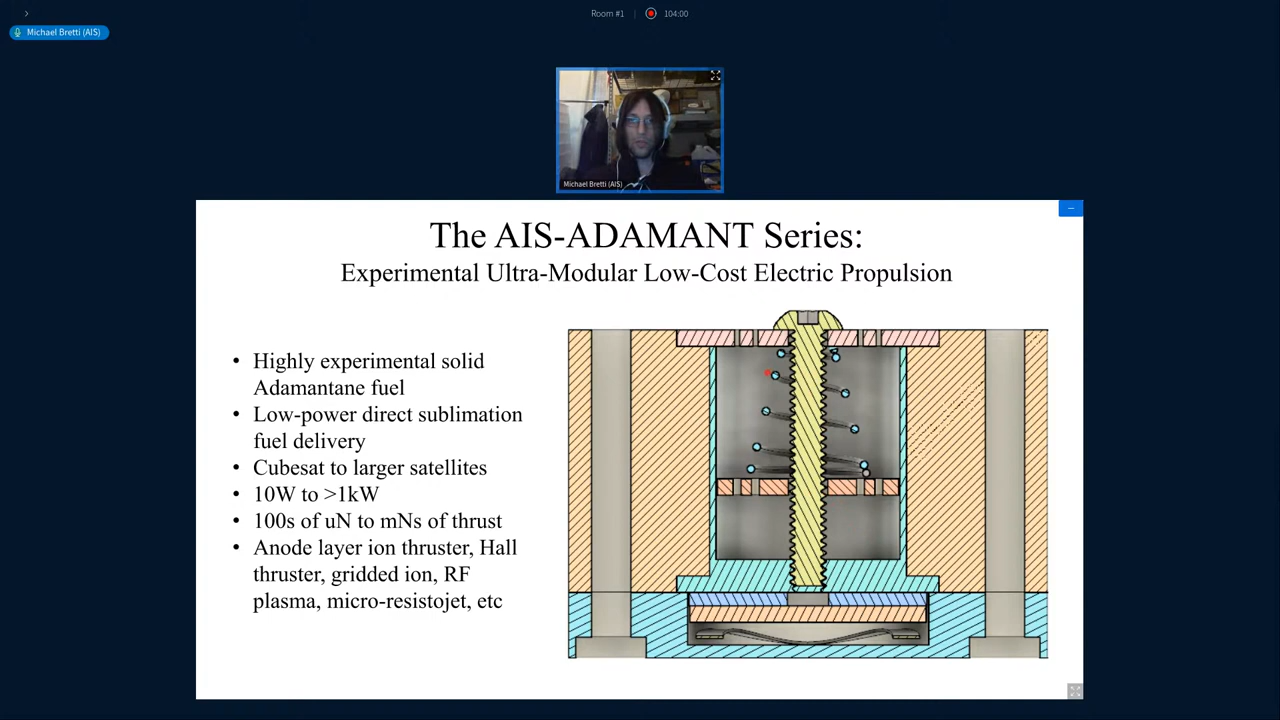 Room #1
104:00
Michael Bretti (AIS)
Michael Bretti (AIS)
The AIS-ADAMANT Series:
Experimental Ultra-Modular Low-Cost Electric Propulsion
• Highly experimental solid
Adamantane fuel
• Low-power direct sublimation
fuel delivery
• Cubesat to larger satellites
• 10W to >1kW
• 100s of uN to mNs of thrust
• Anode layer ion thruster, Hall
thruster, gridded ion, RF
plasma, micro-resistojet, etc